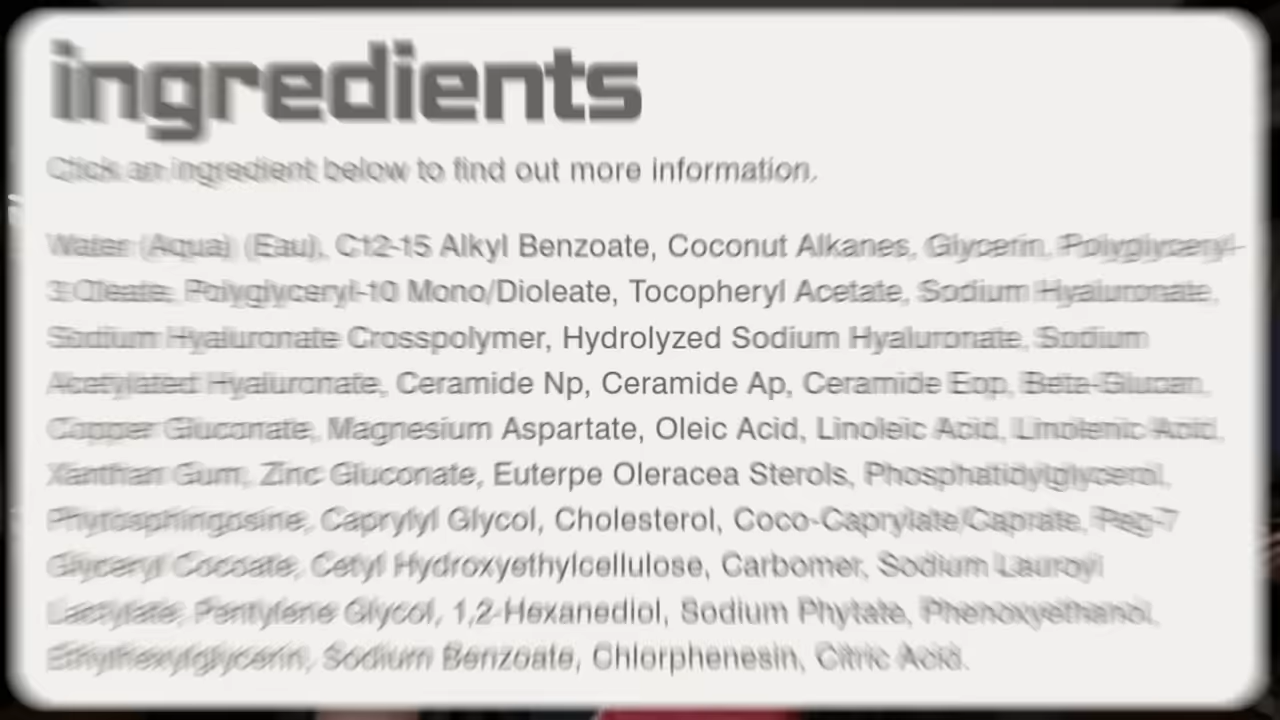 ingredients
Click an ingredient below to find out more information.
Water (Aqua) (Eau), C12-15 Alkyl Benzoate, Coconut Alkanes, Glycerin, Polyglyceryl-
3 Oleate, Polyglyceryl-10 Mono/Dioleate, Tocopheryl Acetate, Sodium Hyaluronate,
Sodium Hyaluronate Crosspolymer, Hydrolyzed Sodium Hyaluronate, Sodium
Acetylated Hyaluronate, Ceramide Np, Ceramide Ap, Ceramide Eop, Beta-Glucan,
Copper Gluconate, Magnesium Aspartate, Oleic Acid, Linoleic Acid, Linolenic Acid,
Xanthan Gum, Zinc Gluconate, Euterpe Oleracea Sterols, Phosphatidylglycerol,
Phytosphingosine, Caprylyl Glycol, Cholesterol, Coco-Caprylate/Caprate, Peg-7
Glyceryl Cocoate, Cetyl Hydroxyethylcellulose, Carbomer, Sodium Lauroyl
Lactylate, Pentylene Glycol, 1,2-Hexanediol, Sodium Phytate, Phenoxyethanol,
Ethylhexylglycerin, Sodium Benzoate, Chlorphenesin, Citric Acid.